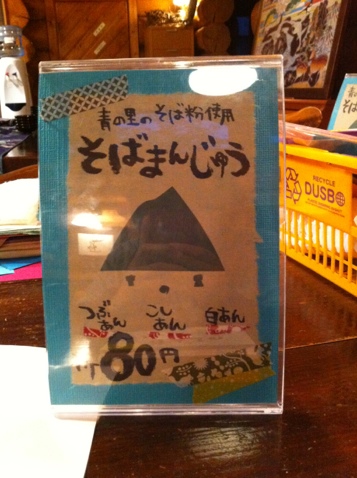 青の里のそば粉使用
そばまんじゅう
つぶあん
こしあん
白あん
80円
RECYCLE
DUSBO